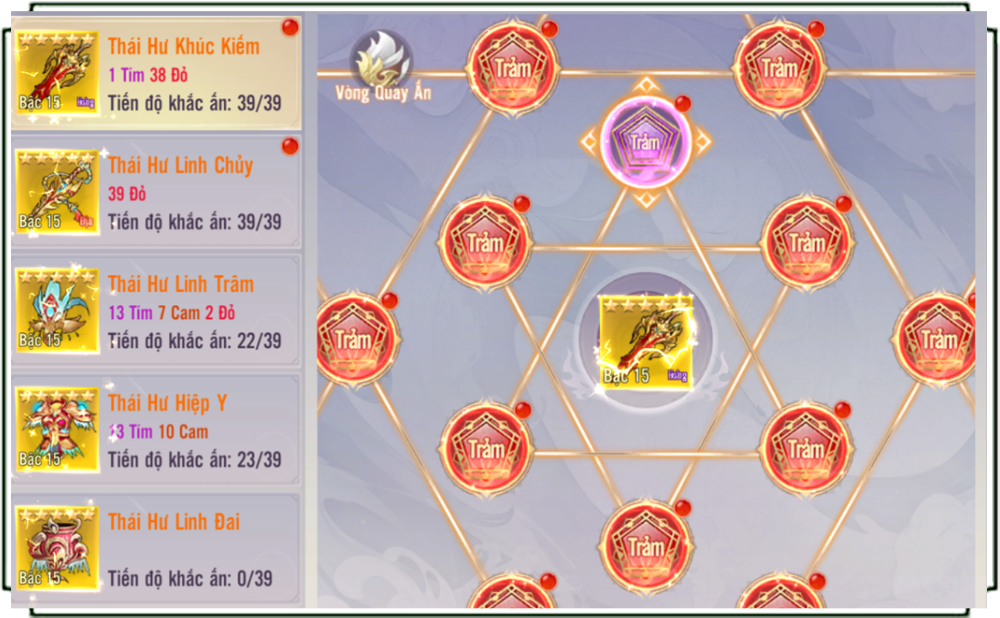 Thái Hư Khúc Kiếm
1 Tím 38 Đỏ
Tiến độ khắc ấn: 39/39
Bậc 15
Hoàng
Thái Hư Linh Chủy
39 Đỏ
Tiến độ khắc ấn: 39/39
Bậc 15
Địa
Thái Hư Linh Trâm
13 Tím 7 Cam 2 Đỏ
Tiến độ khắc ấn: 22/39
Bậc 15
Thái Hư Hiệp Y
13 Tím 10 Cam
Tiến độ khắc ấn: 23/39
Bậc 15
Thái Hư Linh Đai
Tiến độ khắc ấn: 0/39
Bậc 15
Vòng Quay Ấn
Trảm
Trảm
Trảm
Trảm
Trảm
Trảm
Trảm
Bậc 15
Hoàng
Trảm
Trảm
Trảm